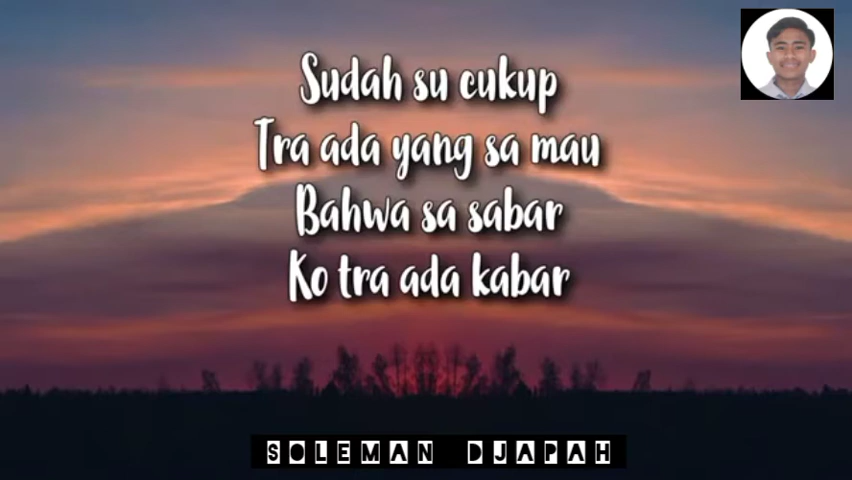 Sudah su cukup
Tra ada yang sa mau
Bahwa sa sabar
Ko tra ada kabar
SOLEMAN DJAPAH